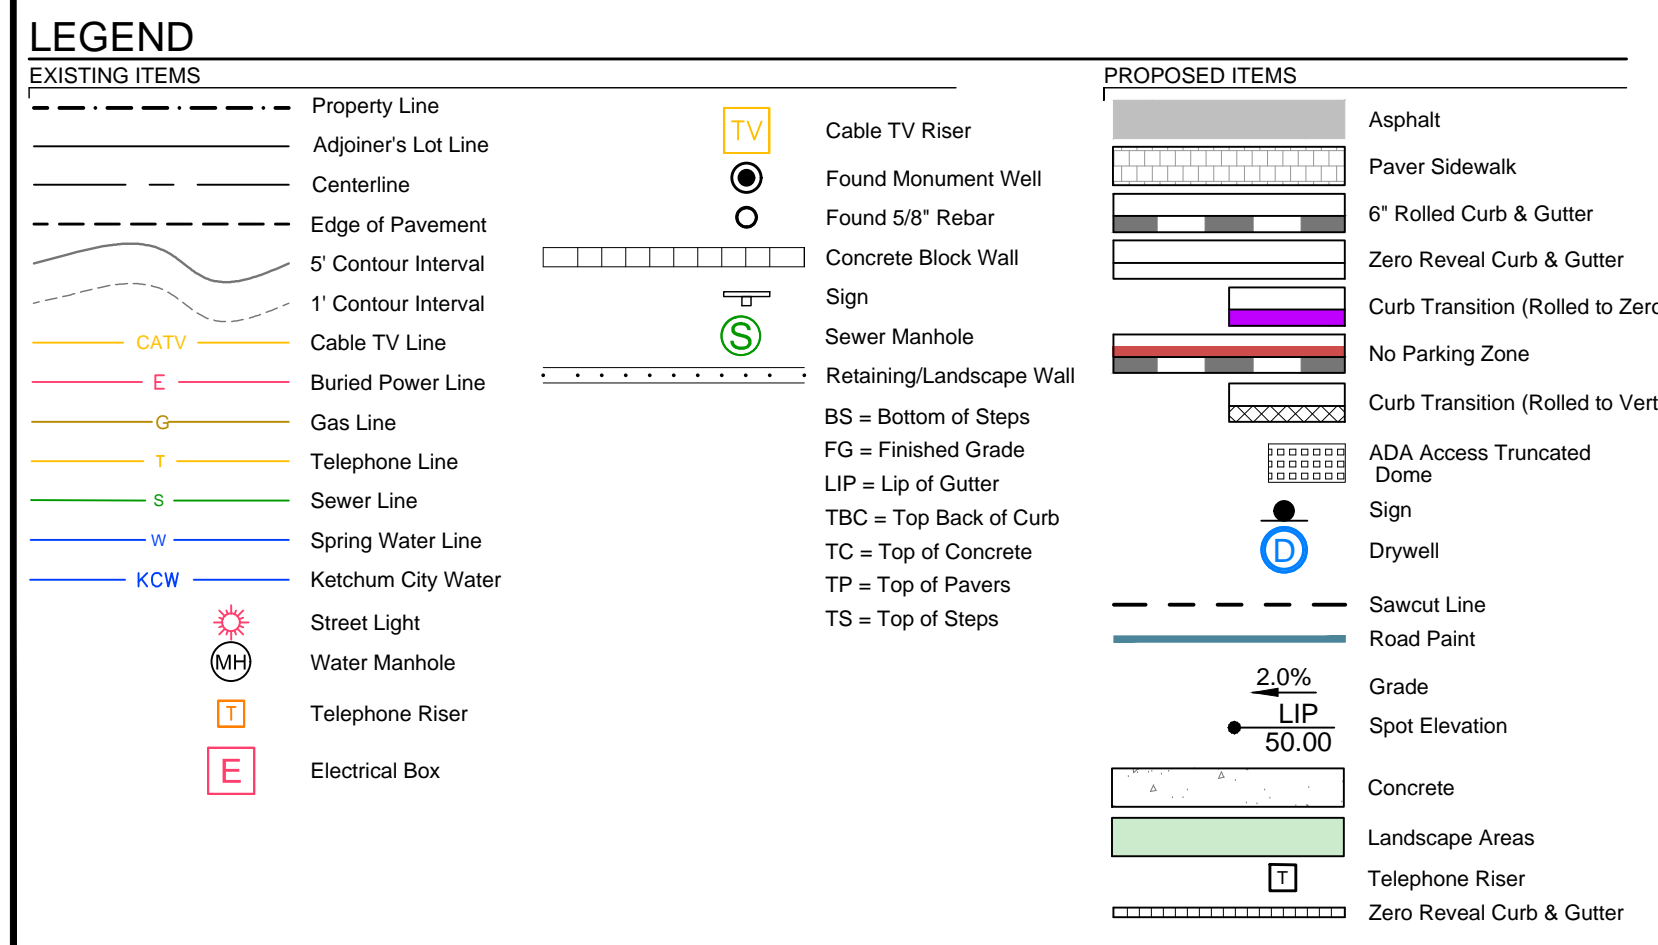 LEGEND
EXISTING ITEMS
Property Line
Adjoiner's Lot Line
Centerline
Edge of Pavement
5' Contour Interval
1' Contour Interval
CATV Cable TV Line
E Buried Power Line
G Gas Line
T Telephone Line
S Sewer Line
W Spring Water Line
KCW Ketchum City Water
Street Light
MH Water Manhole
T Telephone Riser
E Electrical Box
TV Cable TV Riser
Found Monument Well
Found 5/8" Rebar
Concrete Block Wall
Sign
S Sewer Manhole
Retaining/Landscape Wall
BS = Bottom of Steps
FG = Finished Grade
LIP = Lip of Gutter
TBC = Top Back of Curb
TC = Top of Concrete
TP = Top of Pavers
TS = Top of Steps
PROPOSED ITEMS
Asphalt
Paver Sidewalk
6" Rolled Curb & Gutter
Zero Reveal Curb & Gutter
Curb Transition (Rolled to Zero
No Parking Zone
Curb Transition (Rolled to Vert
ADA Access Truncated
Dome
Sign
D Drywell
Sawcut Line
Road Paint
2.0% Grade
LIP
50.00 Spot Elevation
Concrete
Landscape Areas
T Telephone Riser
Zero Reveal Curb & Gutter